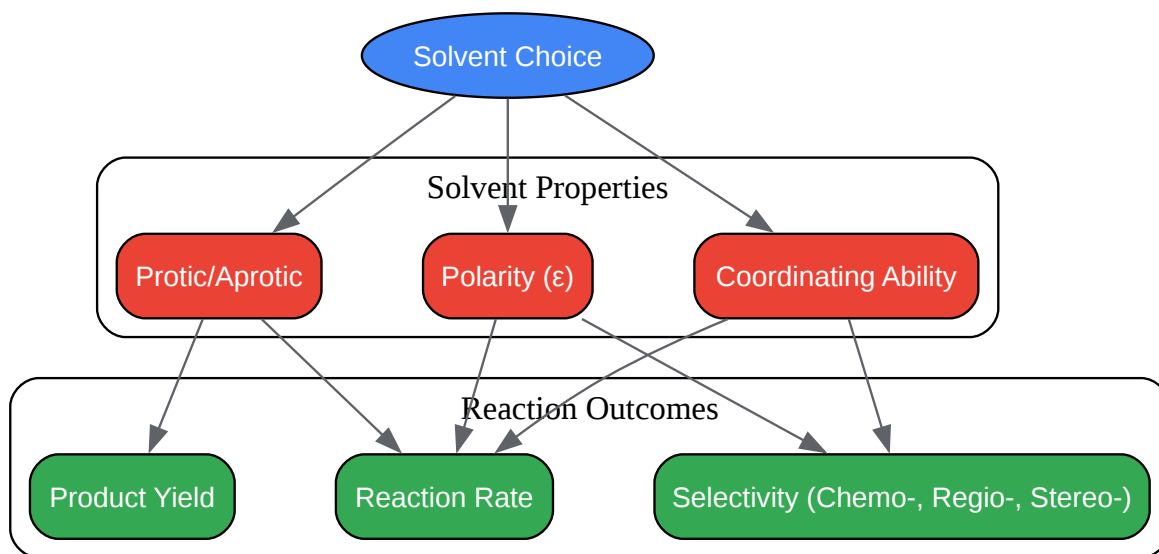 Solvent Choice
Solvent Properties
Protic/Aprotic
Polarity (ε)
Coordinating Ability
Reaction Outcomes
Product Yield
Reaction Rate
Selectivity (Chemo-, Regio-, Stereo-)